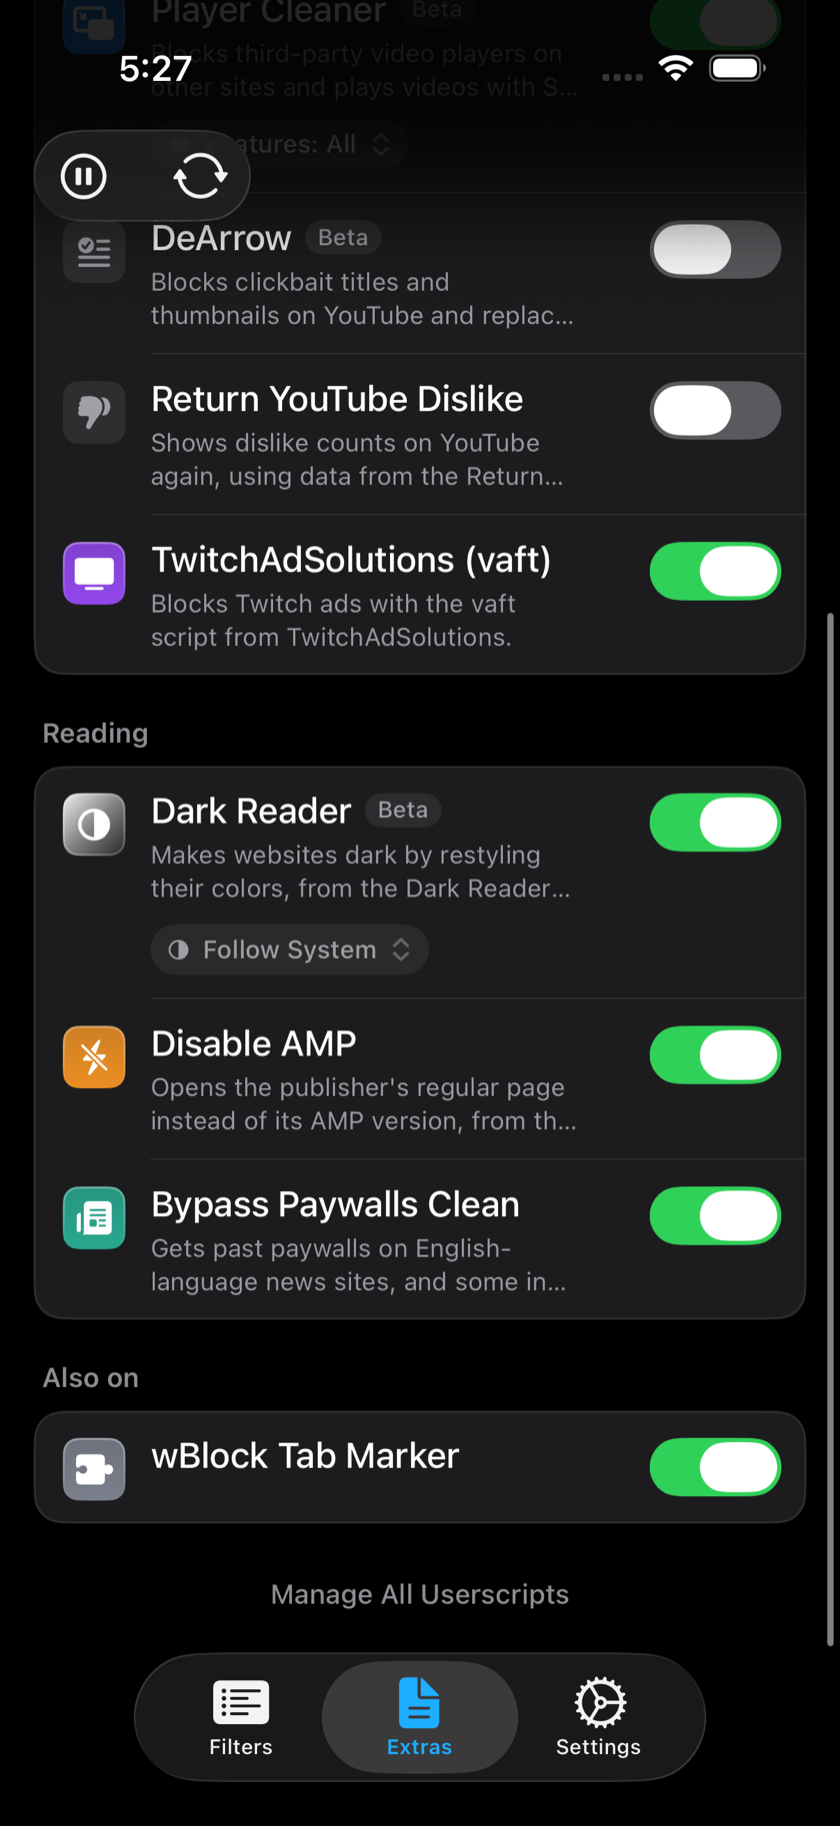 Player Cleaner Beta
Blocks third-party video players on
5:27
other sites and plays videos with S...
atures: All
DeArrow Beta
Blocks clickbait titles and
thumbnails on YouTube and replac...
Return YouTube Dislike
Shows dislike counts on YouTube
again, using data from the Return...
TwitchAdSolutions (vaft)
Blocks Twitch ads with the vaft
script from TwitchAdSolutions.
Reading
Dark Reader Beta
Makes websites dark by restyling
their colors, from the Dark Reader...
Follow System
Disable AMP
Opens the publisher's regular page
instead of its AMP version, from th...
Bypass Paywalls Clean
Gets past paywalls on English-
language news sites, and some in...
Also on
wBlock Tab Marker
Manage All Userscripts
Filters
Extras
Settings